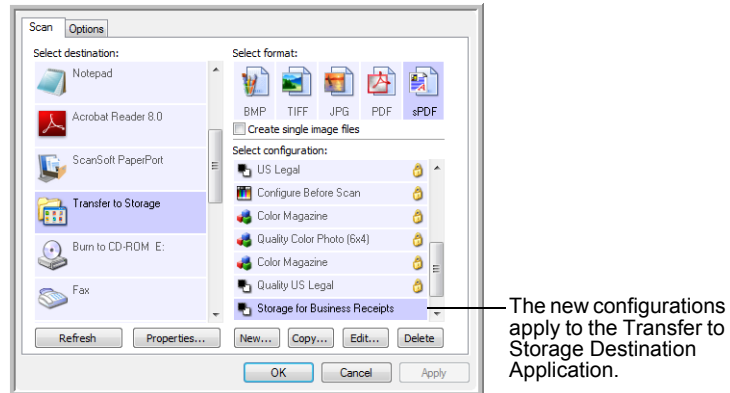 Scan Options
Select destination:
Notepad
Acrobat Reader 8.0
ScanSoft PaperPort
Transfer to Storage
Burn to CD-ROM E:
Fax
Refresh Properties...
Select format:
BMP TIFF JPG PDF sPDF
Create single image files
Select configuration:
US Legal
Configure Before Scan
Color Magazine
Quality Color Photo (6x4)
Color Magazine
Quality US Legal
Storage for Business Receipts
New... Copy... Edit... Delete
OK Cancel Apply
The new configurations
apply to the Transfer to
Storage Destination
Application.